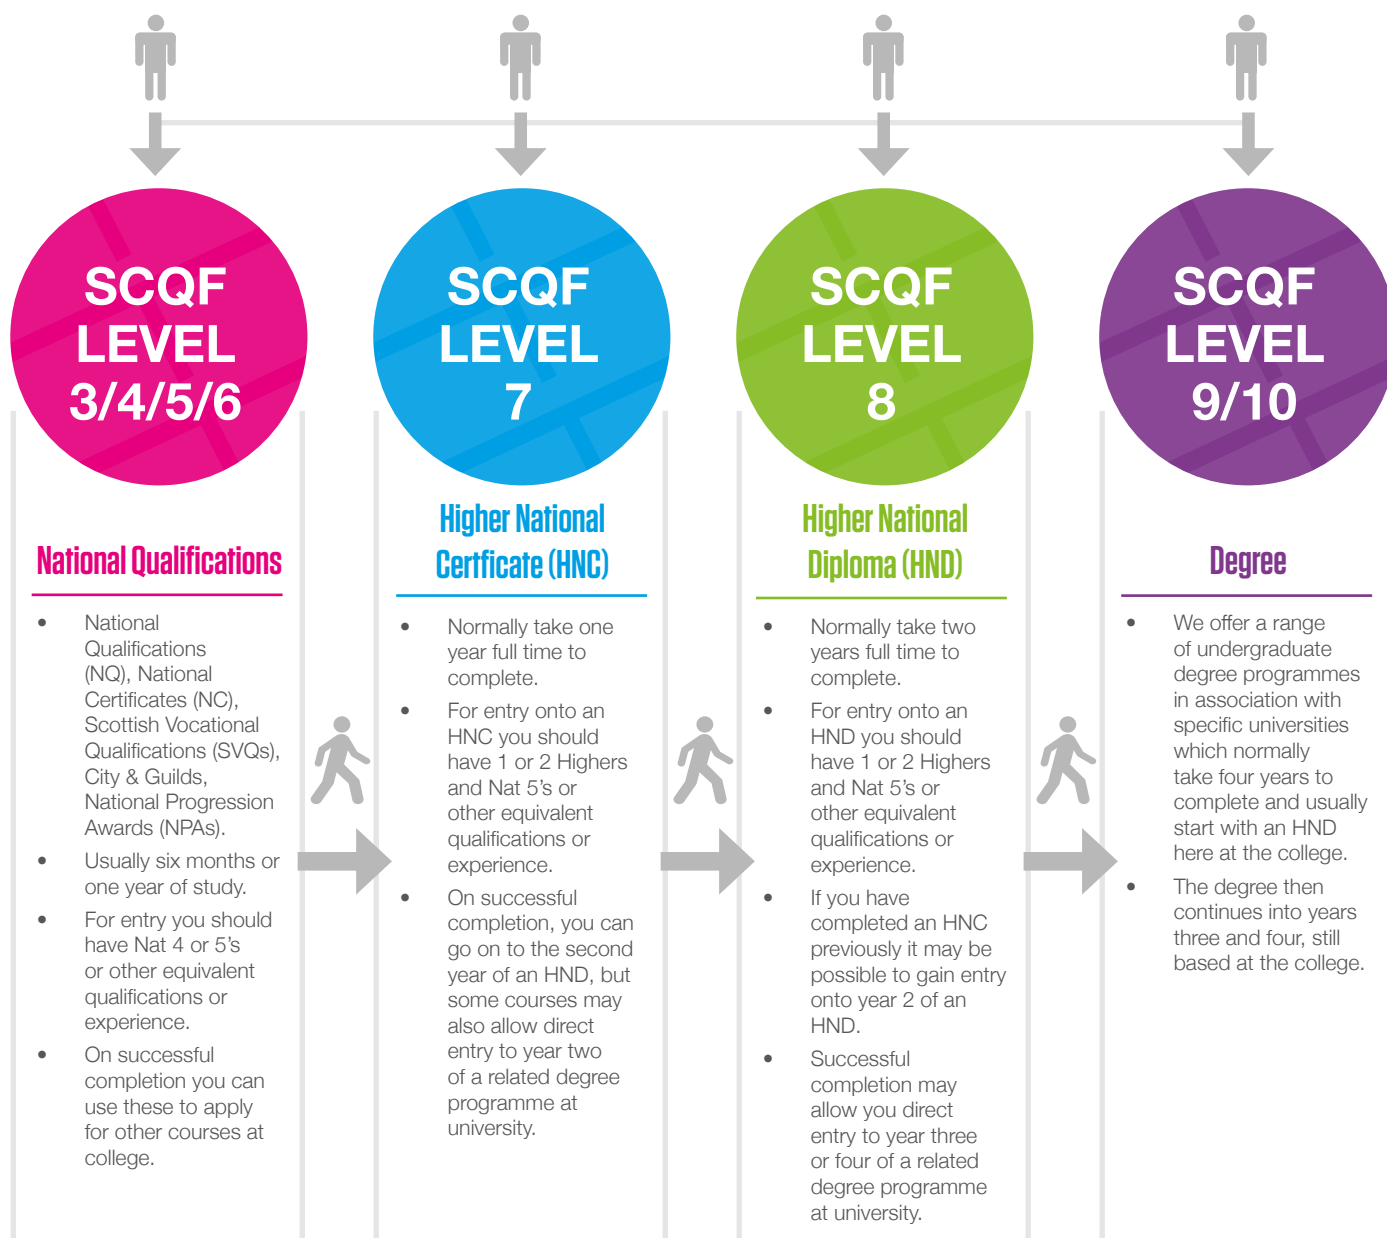 SCQF
LEVEL
3/4/5/6
National Qualifications
• National
Qualifications
(NQ), National
Certificates (NC),
Scottish Vocational
Qualifications (SVQs),
City & Guilds,
National Progression
Awards (NPAs).
• Usually six months or
one year of study.
• For entry you should
have Nat 4 or 5's
or other equivalent
qualifications or
experience.
• On successful
completion you can
use these to apply
for other courses at
college.
SCQF
LEVEL
7
Higher National
Certficate (HNC)
• Normally take one
year full time to
complete.
• For entry onto an
HNC you should
have 1 or 2 Highers
and Nat 5's or
other equivalent
qualifications or
experience.
• On successful
completion, you can
go on to the second
year of an HND, but
some courses may
also allow direct
entry to year two
of a related degree
programme at
university.
SCQF
LEVEL
8
Higher National
Diploma (HND)
• Normally take two
years full time to
complete.
• For entry onto an
HND you should
have 1 or 2 Highers
and Nat 5's or
other equivalent
qualifications or
experience.
• If you have
completed an HNC
previously it may be
possible to gain entry
onto year 2 of an
HND.
• Successful
completion may
allow you direct
entry to year three
or four of a related
degree programme
at university.
SCQF
LEVEL
9/10
Degree
• We offer a range
of undergraduate
degree programmes
in association with
specific universities
which normally
take four years to
complete and usually
start with an HND
here at the college.
• The degree then
continues into years
three and four, still
based at the college.